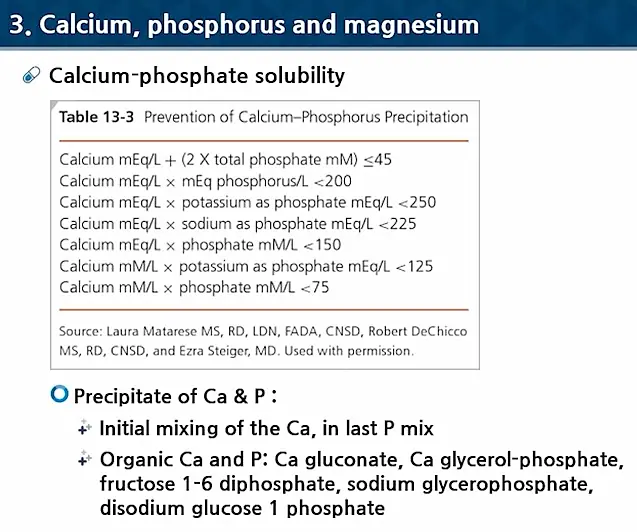 3. Calcium, phosphorus and magnesium
Calcium-phosphate solubility
Table 13-3 Prevention of Calcium–Phosphorus Precipitation
Calcium mEq/L + (2 X total phosphate mM) ≤45
Calcium mEq/L × mEq phosphorus/L <200
Calcium mEq/L × potassium as phosphate mEq/L <250
Calcium mEq/L × sodium as phosphate mEq/L <225
Calcium mEq/L × phosphate mM/L <150
Calcium mM/L × potassium as phosphate mEq/L <125
Calcium mM/L × phosphate mM/L <75
Source: Laura Matarese MS, RD, LDN, FADA, CNSD, Robert DeChicco
MS, RD, CNSD, and Ezra Steiger, MD. Used with permission.
Precipitate of Ca & P :
Initial mixing of the Ca, in last P mix
Organic Ca and P: Ca gluconate, Ca glycerol-phosphate,
fructose 1-6 diphosphate, sodium glycerophosphate,
disodium glucose 1 phosphate